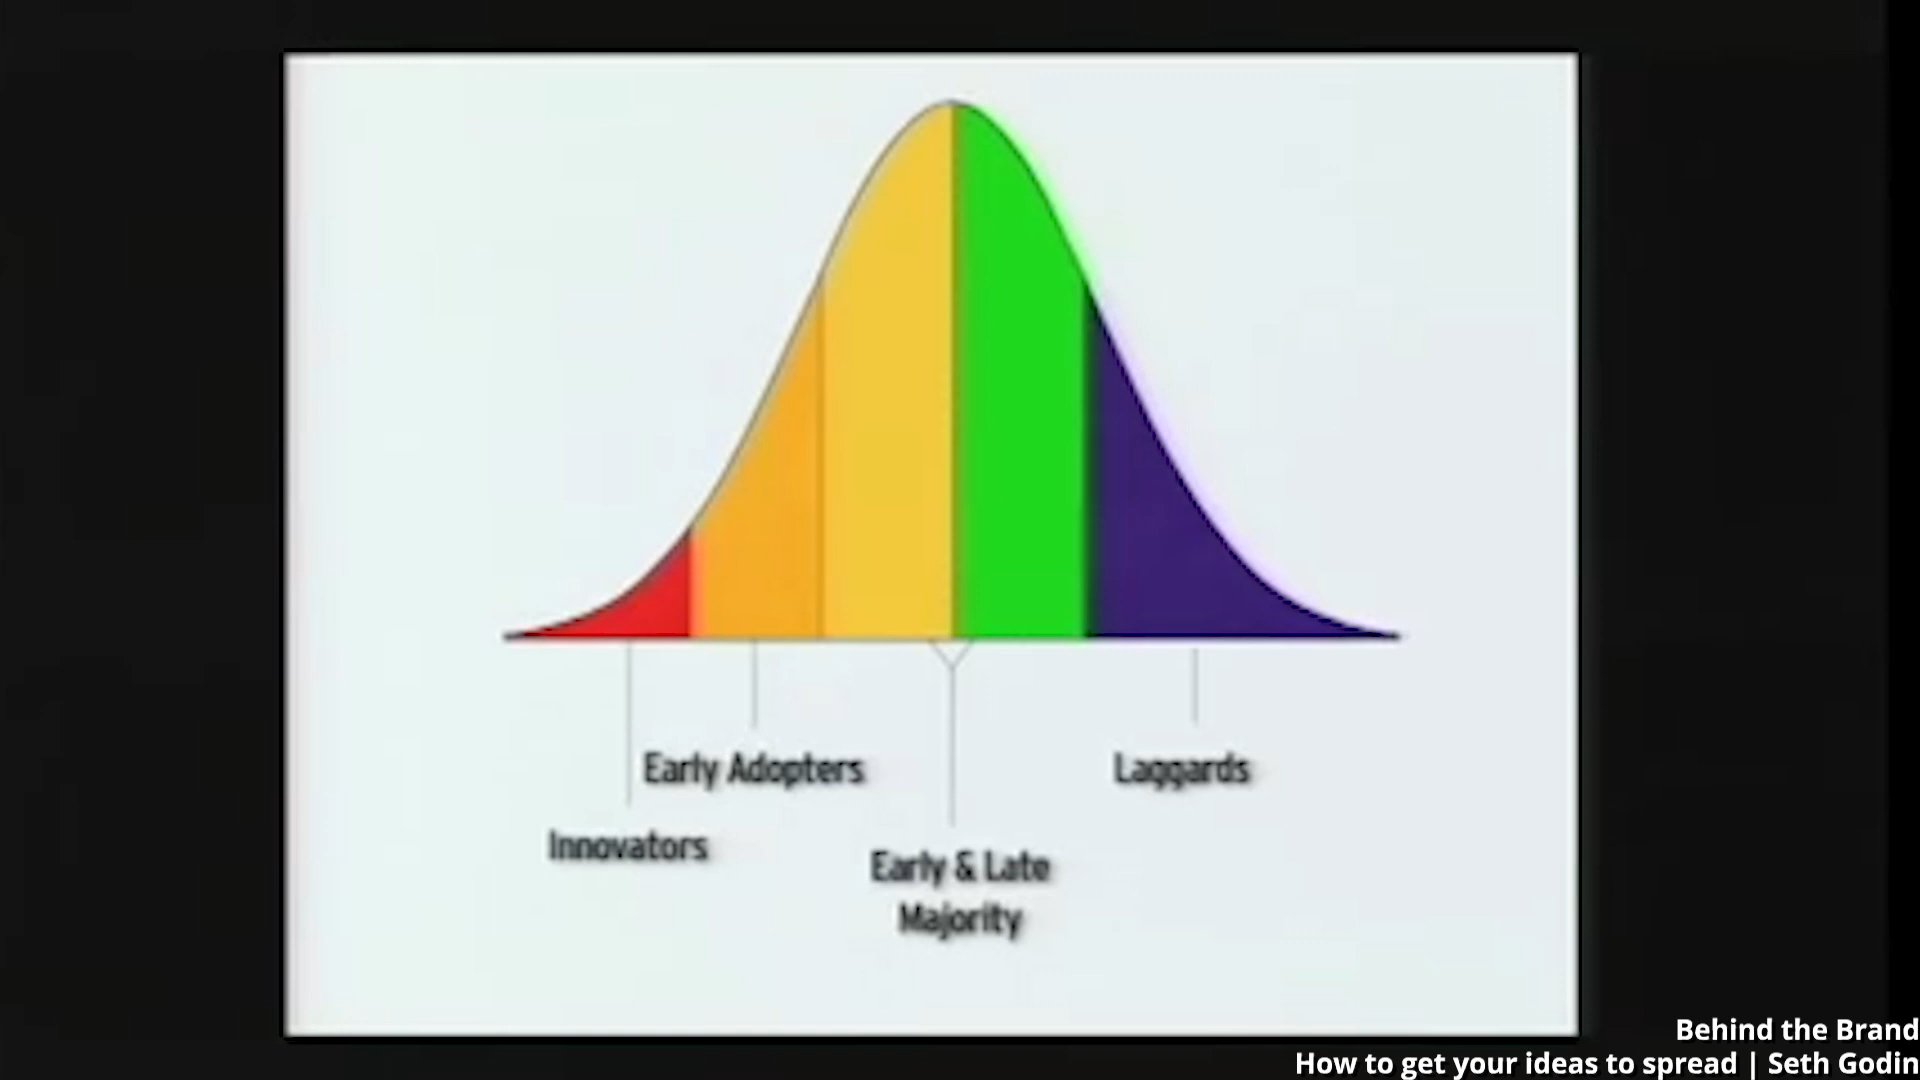 Early Adopters
Laggards
Innovators
Early & Late
Majority
Behind the Brand
How to get your ideas to spread | Seth Godin